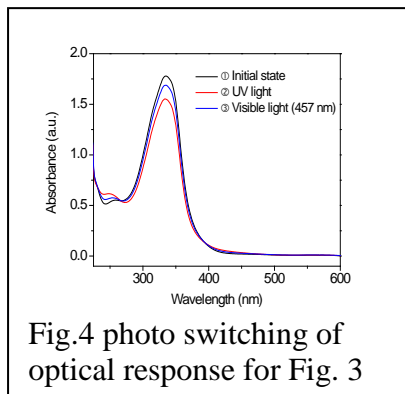 2.0
① Initial state
② UV light
③ Visible light (457 nm)
1.5
1.0
0.5
0.0
Absorbance (a.u.)
300 400 500 600
Wavelength (nm)
Fig.4 photo switching of
optical response for Fig. 3